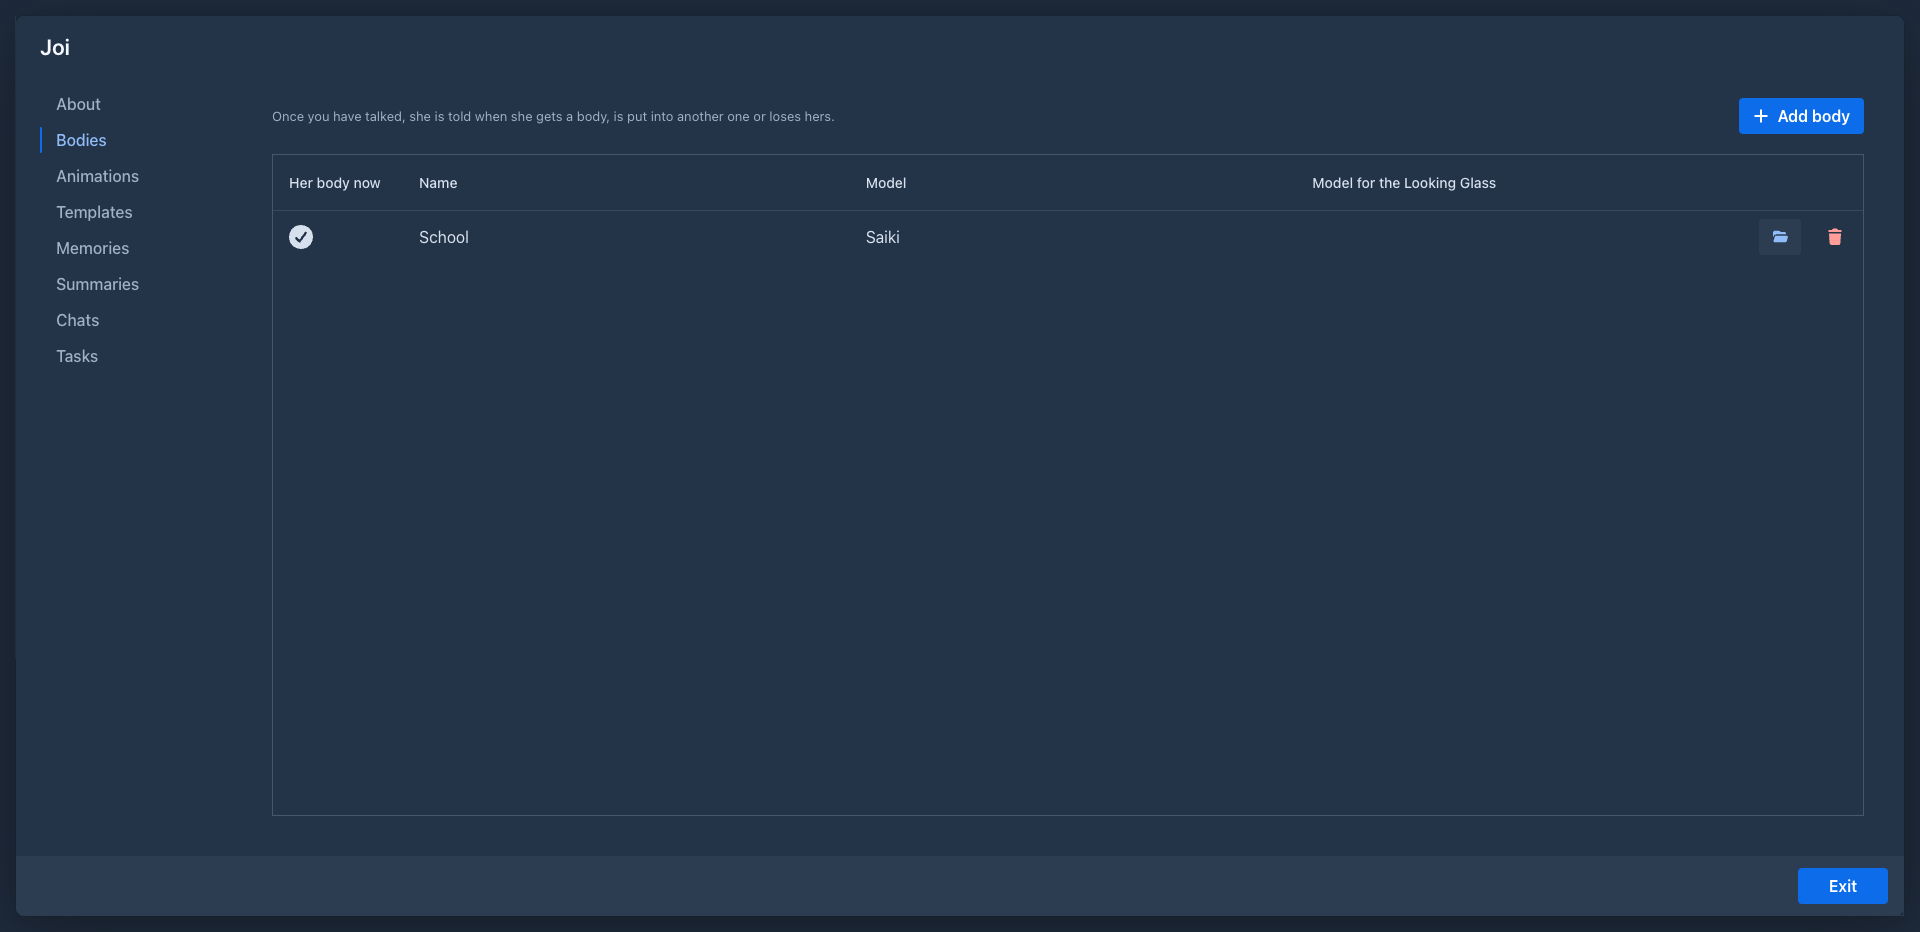 Joi
About
Bodies
Animations
Templates
Memories
Summaries
Chats
Tasks
Once you have talked, she is told when she gets a body, is put into another one or loses hers.
Add body
Her body now Name Model Model for the Looking Glass
School Saiki
Exit